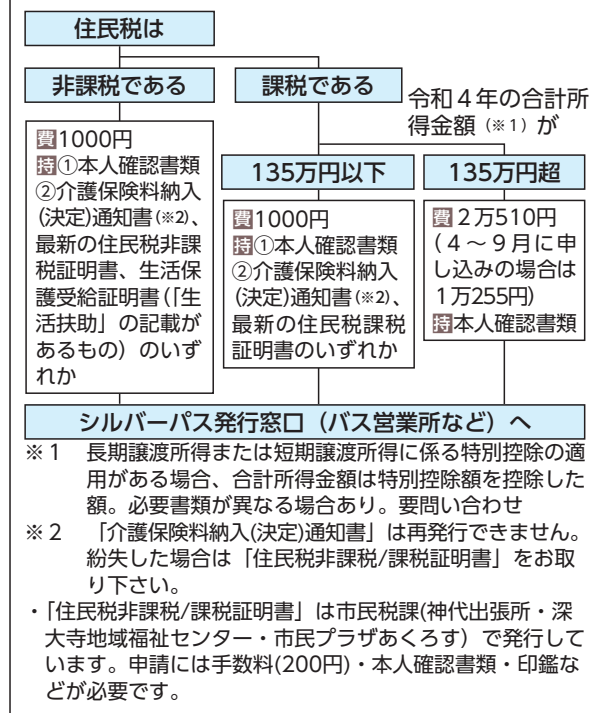 住民税は
非課税である
課税である
令和４年の合計所
得金額（※１）が
費1000円
持①本人確認書類
②介護保険料納入
(決定)通知書(※2)、
最新の住民税非課
税証明書、生活保
護受給証明書(「生
活扶助」の記載が
あるもの）のいず
れか
135万円以下
費1000円
持①本人確認書類
②介護保険料納入
(決定)通知書(※2)、
最新の住民税課税
証明書のいずれか
135万円超
費２万510円
(４～９月に申
し込みの場合は
１万255円)
持本人確認書類
シルバーパス発行窓口（バス営業所など）へ
※１　長期譲渡所得または短期譲渡所得に係る特別控除の適
用がある場合、合計所得金額は特別控除額を控除した
額。必要書類が異なる場合あり。要問い合わせ
※２　「介護保険料納入(決定)通知書」は再発行できません。
紛失した場合は「住民税非課税/課税証明書」をお取
り下さい。
・「住民税非課税/課税証明書」は市民税課(神代出張所・深
大寺地域福祉センター・市民プラザあくろす）で発行して
います。申請には手数料(200円)・本人確認書類・印鑑な
どが必要です。